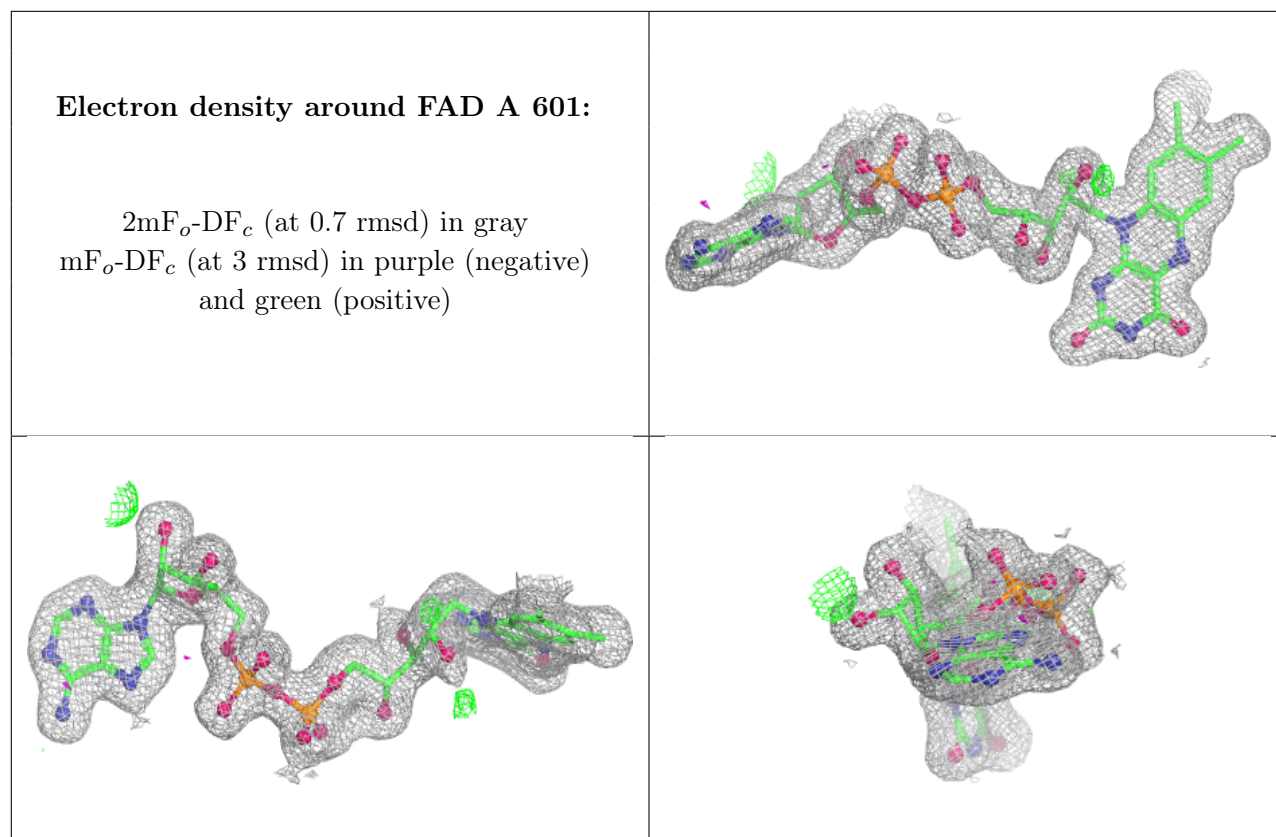 Electron density around FAD A 601:
2mFₒ-DF𝒸 (at 0.7 rmsd) in gray
mFₒ-DF𝒸 (at 3 rmsd) in purple (negative)
and green (positive)